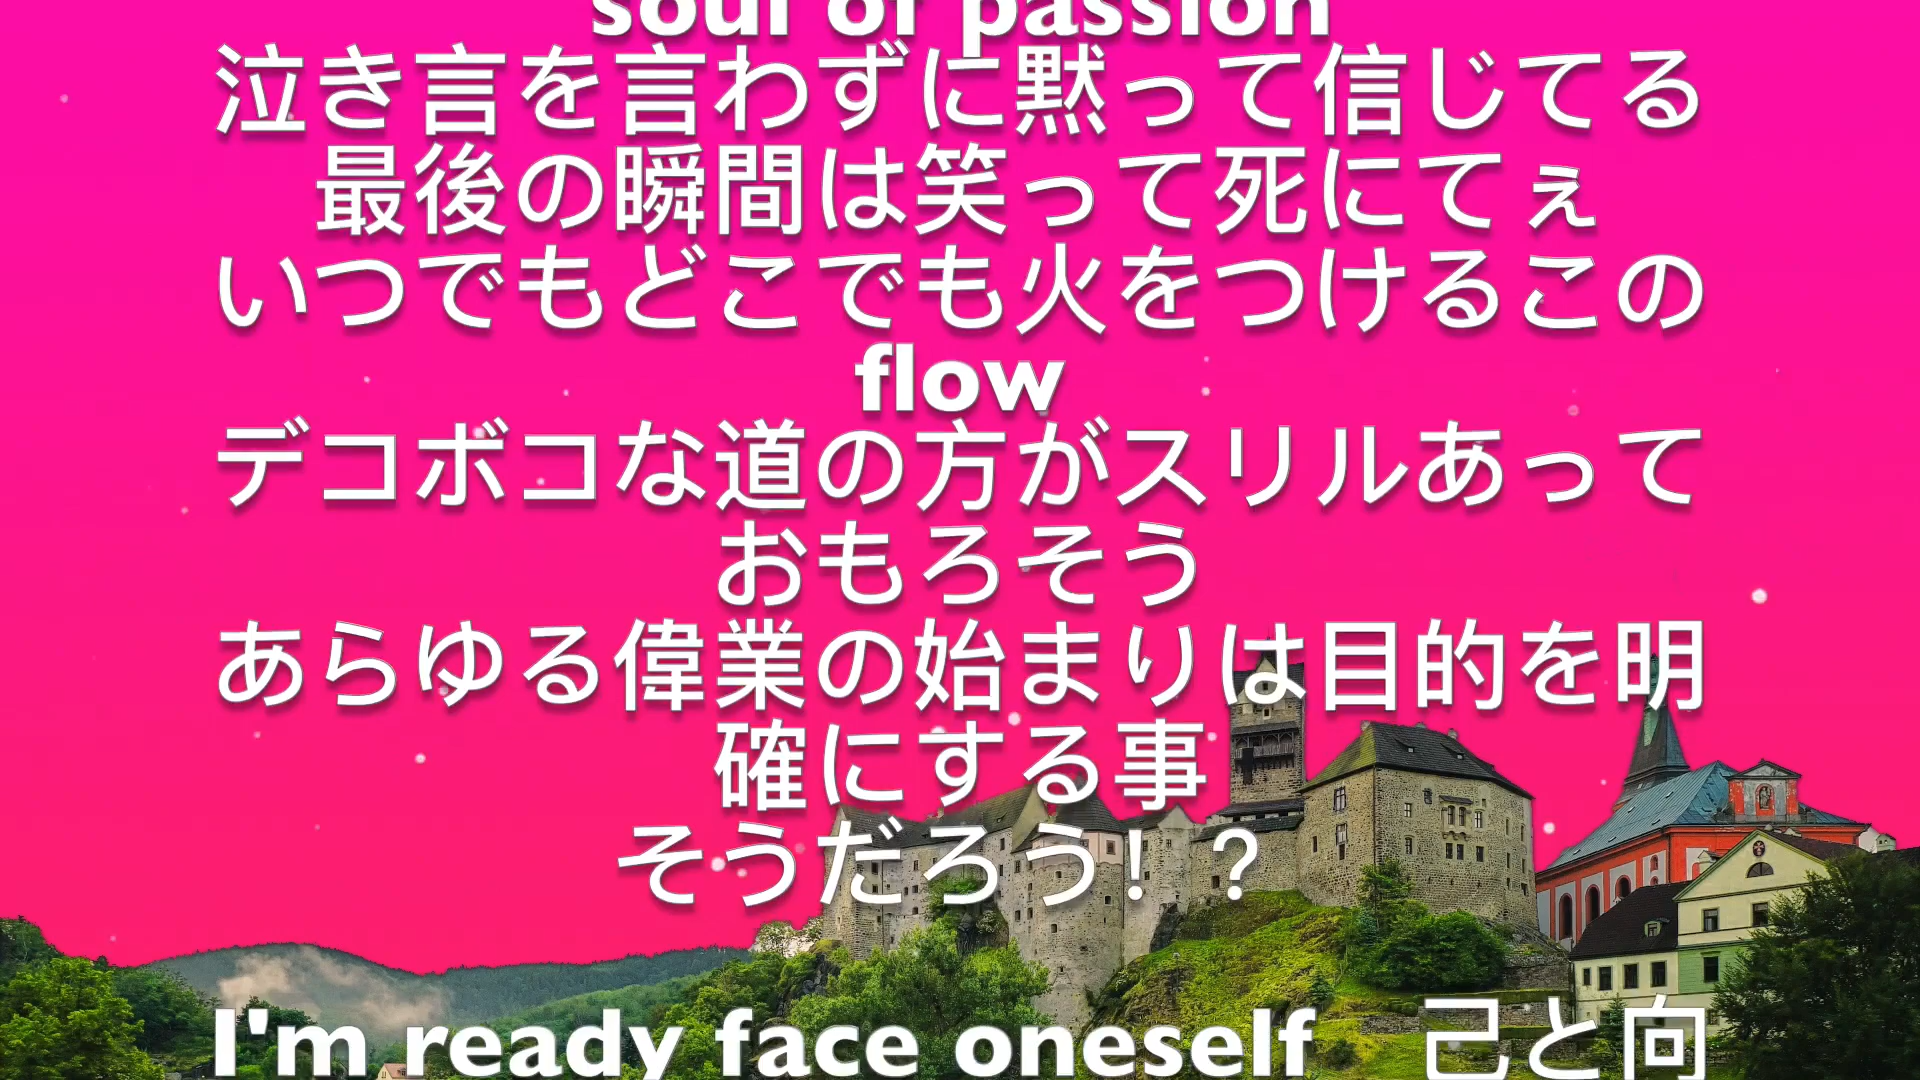 soul of passion
泣き言を言わずに黙って信じてる
最後の瞬間は笑って死にてぇ
いつでもどこでも火をつけるこの
flow
デコボコな道の方がスリルあって
おもろそう
あらゆる偉業の始まりは目的を明
確にする事
そうだろう！？
I'm ready face oneself　己と向